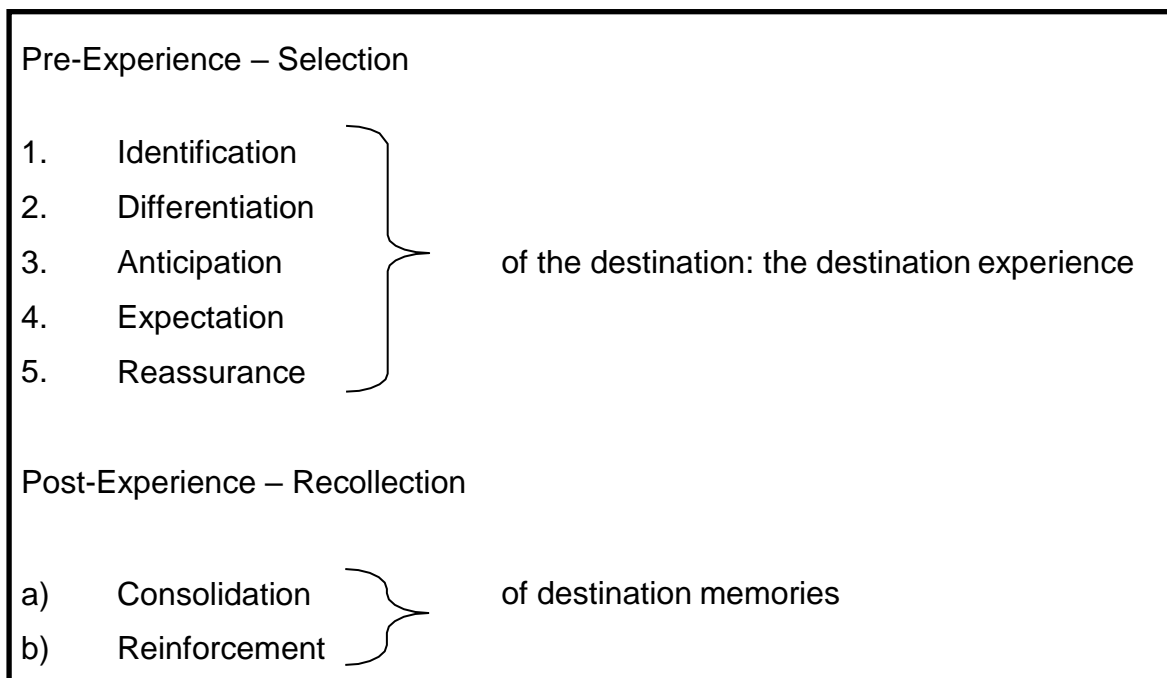 Pre-Experience – Selection
1. Identification
2. Differentiation
3. Anticipation of the destination: the destination experience
4. Expectation
5. Reassurance
Post-Experience – Recollection
a) Consolidation of destination memories
b) Reinforcement